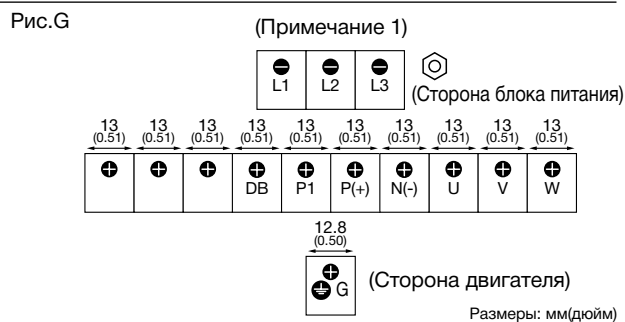 Рис.G
(Примечание 1)
L1 L2 L3
(Сторона блока питания)
13 13 13 13 13 13 13 13 13 13
(0.51) (0.51) (0.51) (0.51) (0.51) (0.51) (0.51) (0.51) (0.51) (0.51)
DB P1 P(+) N(-) U V W
12.8
(0.50)
G (Сторона двигателя)
Размеры: мм(дюйм)